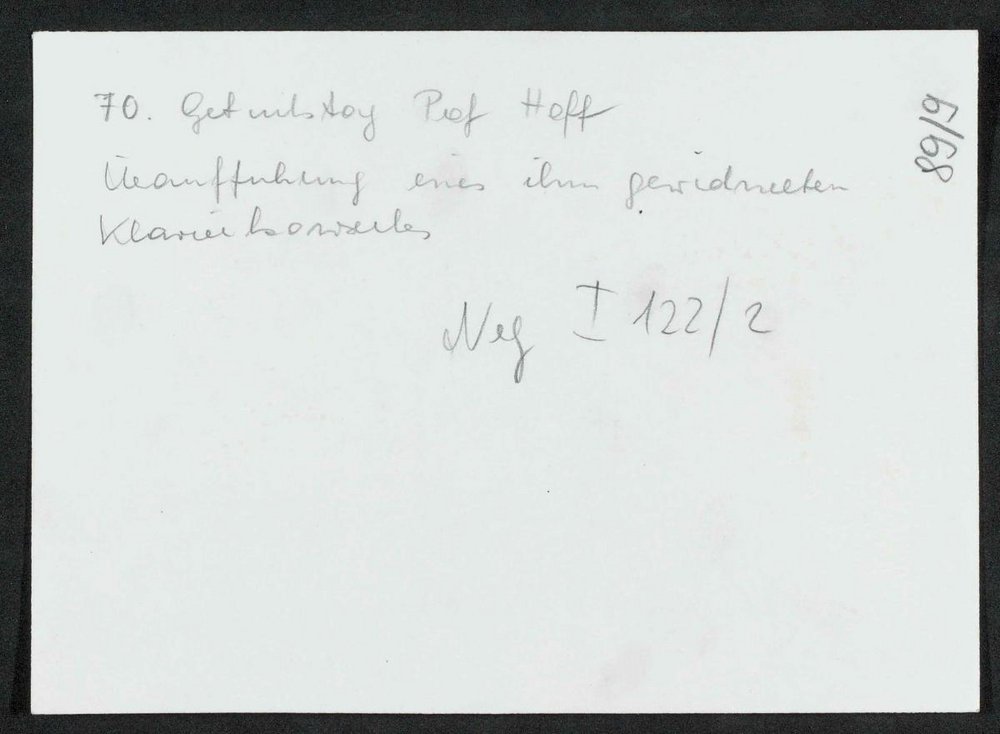 70. Geburtstag Prof Hoff
Uraufführung eines ihm gewidmeten
Klavierkonzertes
Neg I 122/2
89/9